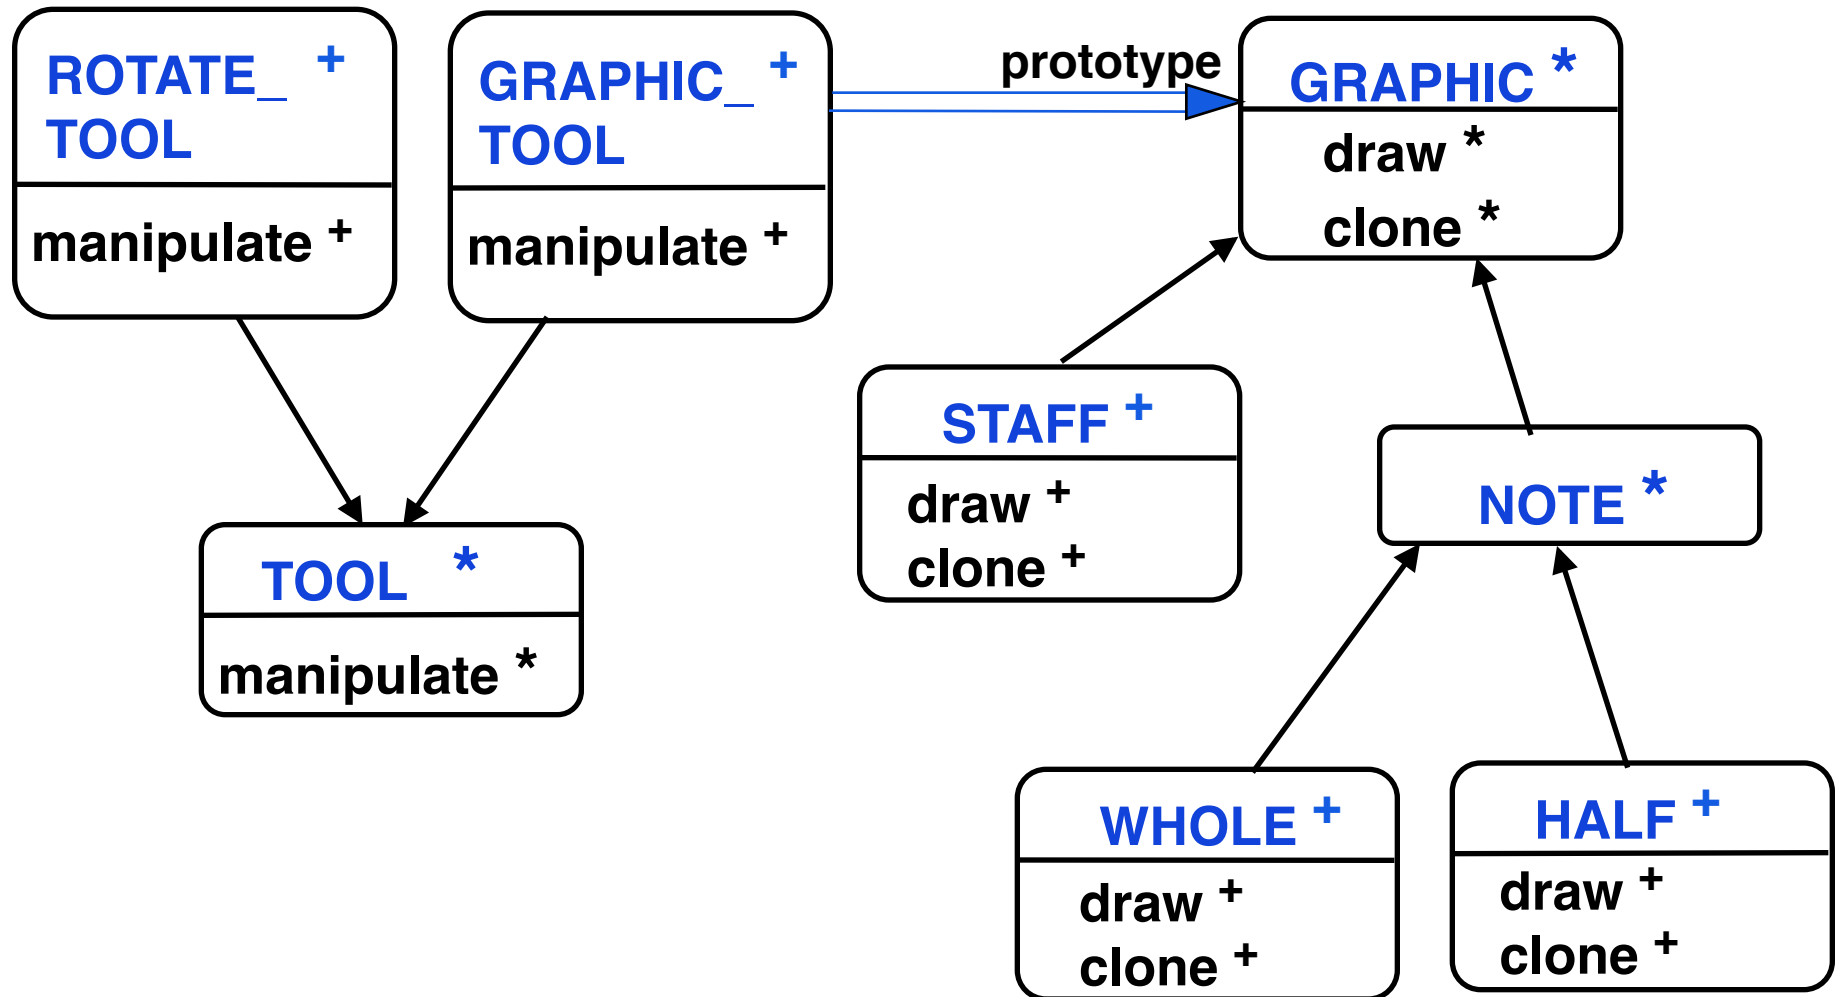 ROTATE_ +
TOOL
manipulate +
GRAPHIC_ +
TOOL
manipulate +
prototype
GRAPHIC *
draw *
clone *
STAFF +
draw +
clone +
NOTE *
TOOL *
manipulate *
WHOLE +
draw +
clone +
HALF +
draw +
clone +